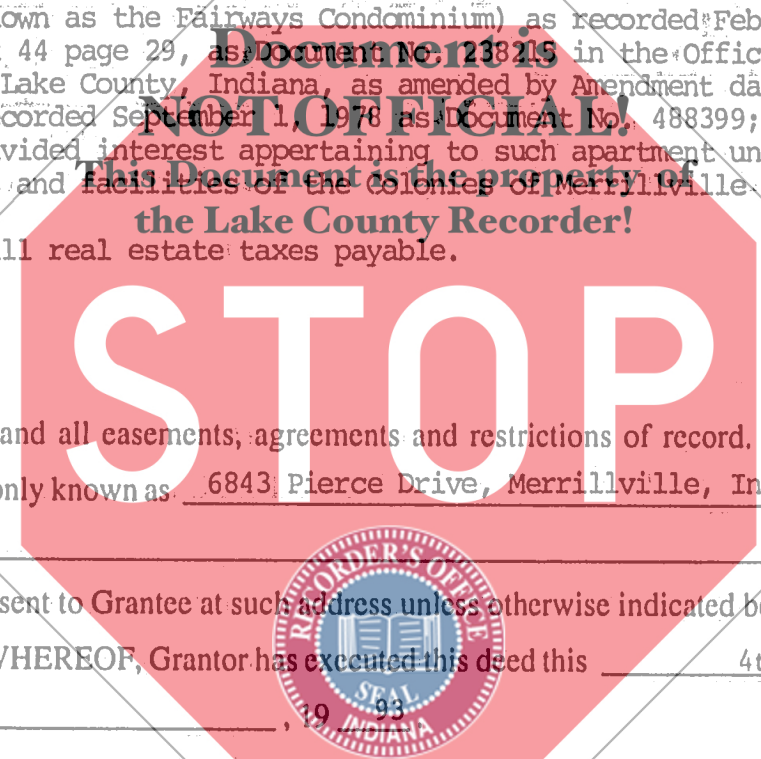 own as the Fairways Condominium) as recorded Feb
44 page 29, as Document No. 238215 in the Offic
Document is
Lake County, Indiana, as amended by Amendment da
NOT OFFICIAL!
corded September 1, 1978 as Document No. 488399;
vided interest appertaining to such apartment un
This Document is the property of
and facilities of the Colonies of Merrillville.
the Lake County Recorder!
ll real estate taxes payable.
STOP
and all easements, agreements and restrictions of record.
only known as 6843 Pierce Drive, Merrillville, In
RECORDER'S OFFICE
sent to Grantee at such address unless otherwise indicated be
WHEREOF, Grantor has executed this deed this 4t
SEAL
, 19 93.
INDIANA